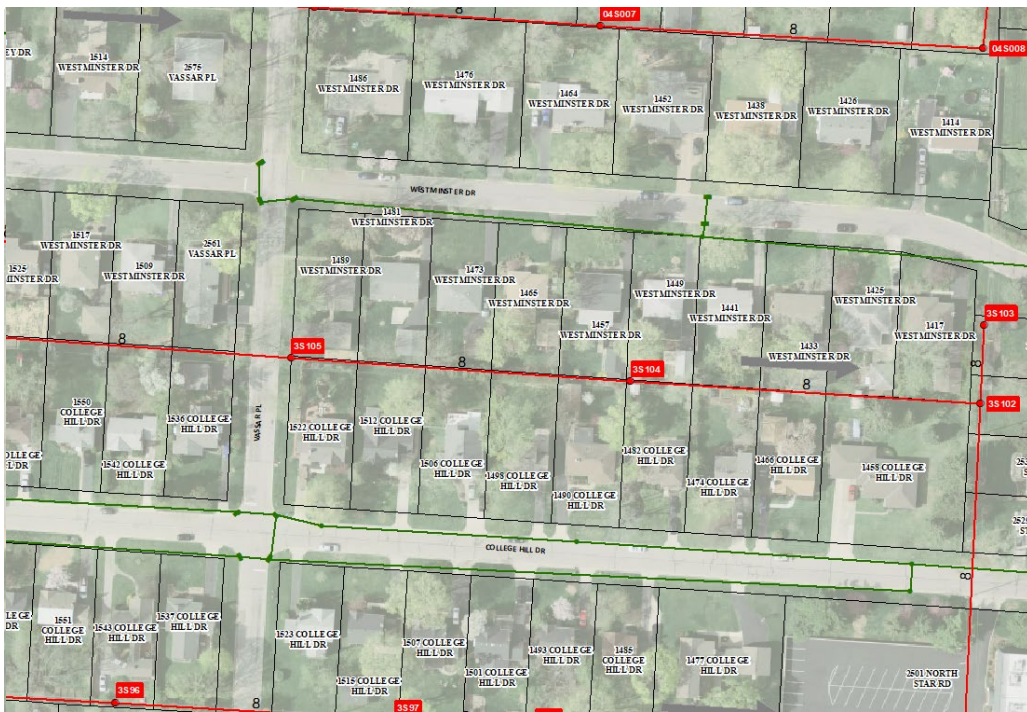 8
04S007
8
04S008
EY DR
1514
WESTMINSTER DR
2575
VASSAR PL
1486
WESTMINSTER DR
1476
WESTMINSTER DR
1464
WESTMINSTER DR
1452
WESTMINSTER DR
1438
WESTMINSTER DR
1426
WESTMINSTER DR
1414
WESTMINSTER DR
WESTMINSTER DR
1481
WESTMINSTER DR
1525
MINSTER DR
1517
WESTMINSTER DR
1509
WESTMINSTER DR
2561
VASSAR PL
1489
WESTMINSTER DR
1473
WESTMINSTER DR
1465
WESTMINSTER DR
1457
WESTMINSTER DR
1449
WESTMINSTER DR
1441
WESTMINSTER DR
1433
WESTMINSTER DR
1425
WESTMINSTER DR
1417
WESTMINSTER DR
3S103
8
3S105
8
3S104
8
3S102
8
VASSAR PL
1550
COLLEGE
HILL DR
1542 COLLEGE
HILL DR
1536 COLLEGE
HILL DR
1522 COLLEGE
HILL DR
1512 COLLEGE
HILL DR
1506 COLLEGE
HILL DR
1498 COLLEGE
HILL DR
1490 COLLEGE
HILL DR
1482 COLLEGE
HILL DR
1474 COLLEGE
HILL DR
1466 COLLEGE
HILL DR
1458 COLLEGE
HILL DR
COLLEGE HILL DR
8
1551
COLLEGE
HILL DR
1543 COLLEGE
HILL DR
1537 COLLEGE
HILL DR
1523 COLLEGE
HILL DR
1515 COLLEGE
HILL DR
1507 COLLEGE
HILL DR
1501 COLLEGE
HILL DR
1493 COLLEGE
HILL DR
1485
COLLEGE
HILL DR
1477 COLLEGE
HILL DR
2501 NORTH
STAR RD
3S96
8
3S97